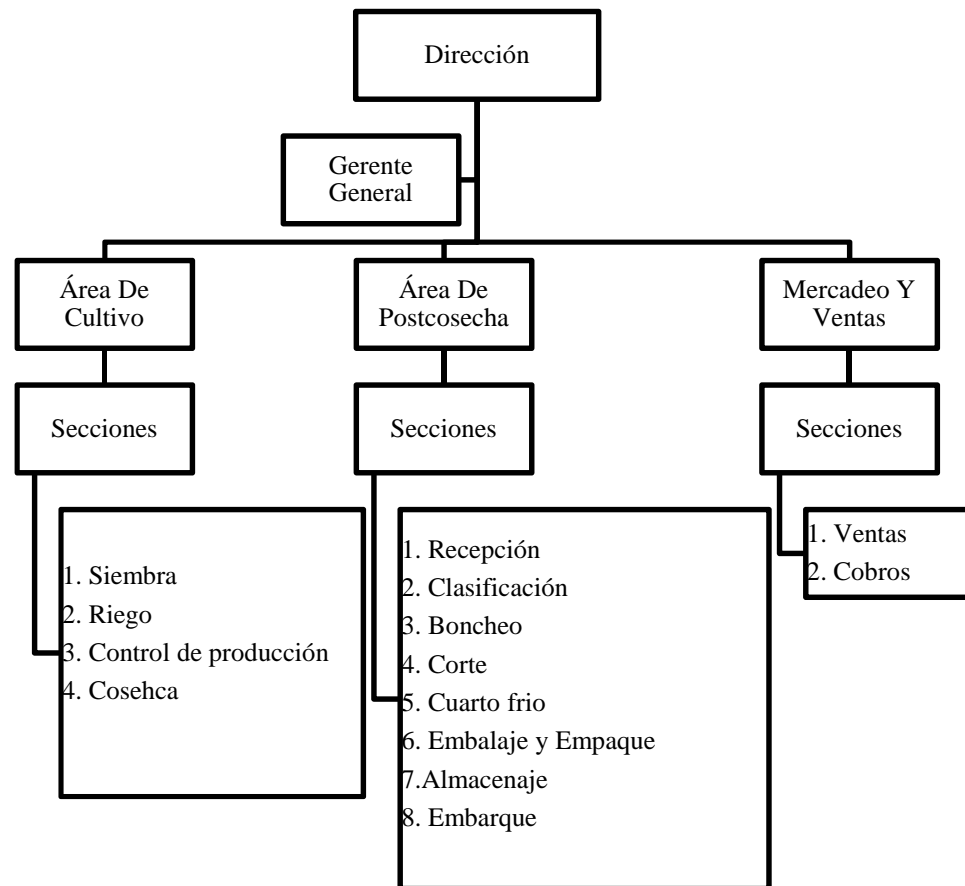 Dirección
Gerente
General
Área De
Cultivo
Área De
Postcosecha
Mercadeo Y
Ventas
Secciones
Secciones
Secciones
1. Siembra
2. Riego
3. Control de producción
4. Cosehca
1. Recepción
2. Clasificación
3. Boncheo
4. Corte
5. Cuarto frio
6. Embalaje y Empaque
7.Almacenaje
8. Embarque
1. Ventas
2. Cobros